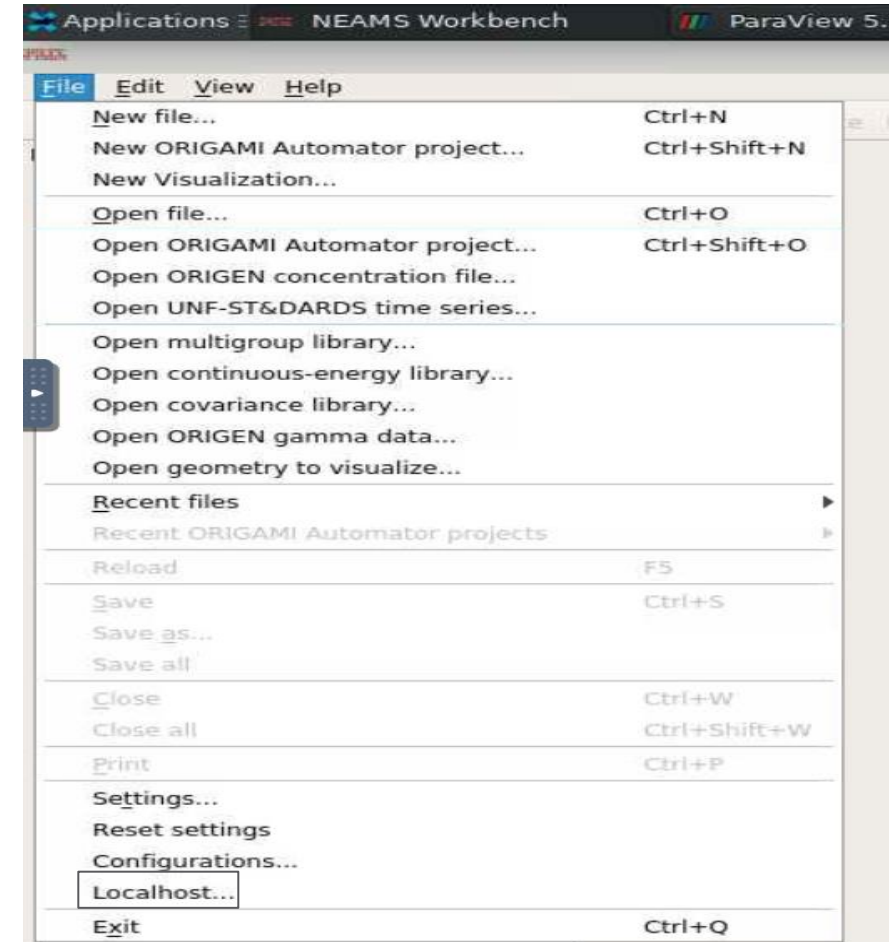 Applications NEAMS Workbench ParaView 5.
File Edit View Help
New file... Ctrl+N
New ORIGAMI Automator project... Ctrl+Shift+N
New Visualization...
Open file... Ctrl+O
Open ORIGAMI Automator project... Ctrl+Shift+O
Open ORIGEN concentration file...
Open UNF-ST&DARDS time series...
Open multigroup library...
Open continuous-energy library...
Open covariance library...
Open ORIGEN gamma data...
Open geometry to visualize...
Recent files
Recent ORIGAMI Automator projects
Reload F5
Save Ctrl+S
Save as...
Save all
Close Ctrl+W
Close all Ctrl+Shift+W
Print Ctrl+P
Settings...
Reset settings
Configurations...
Localhost...
Exit Ctrl+Q